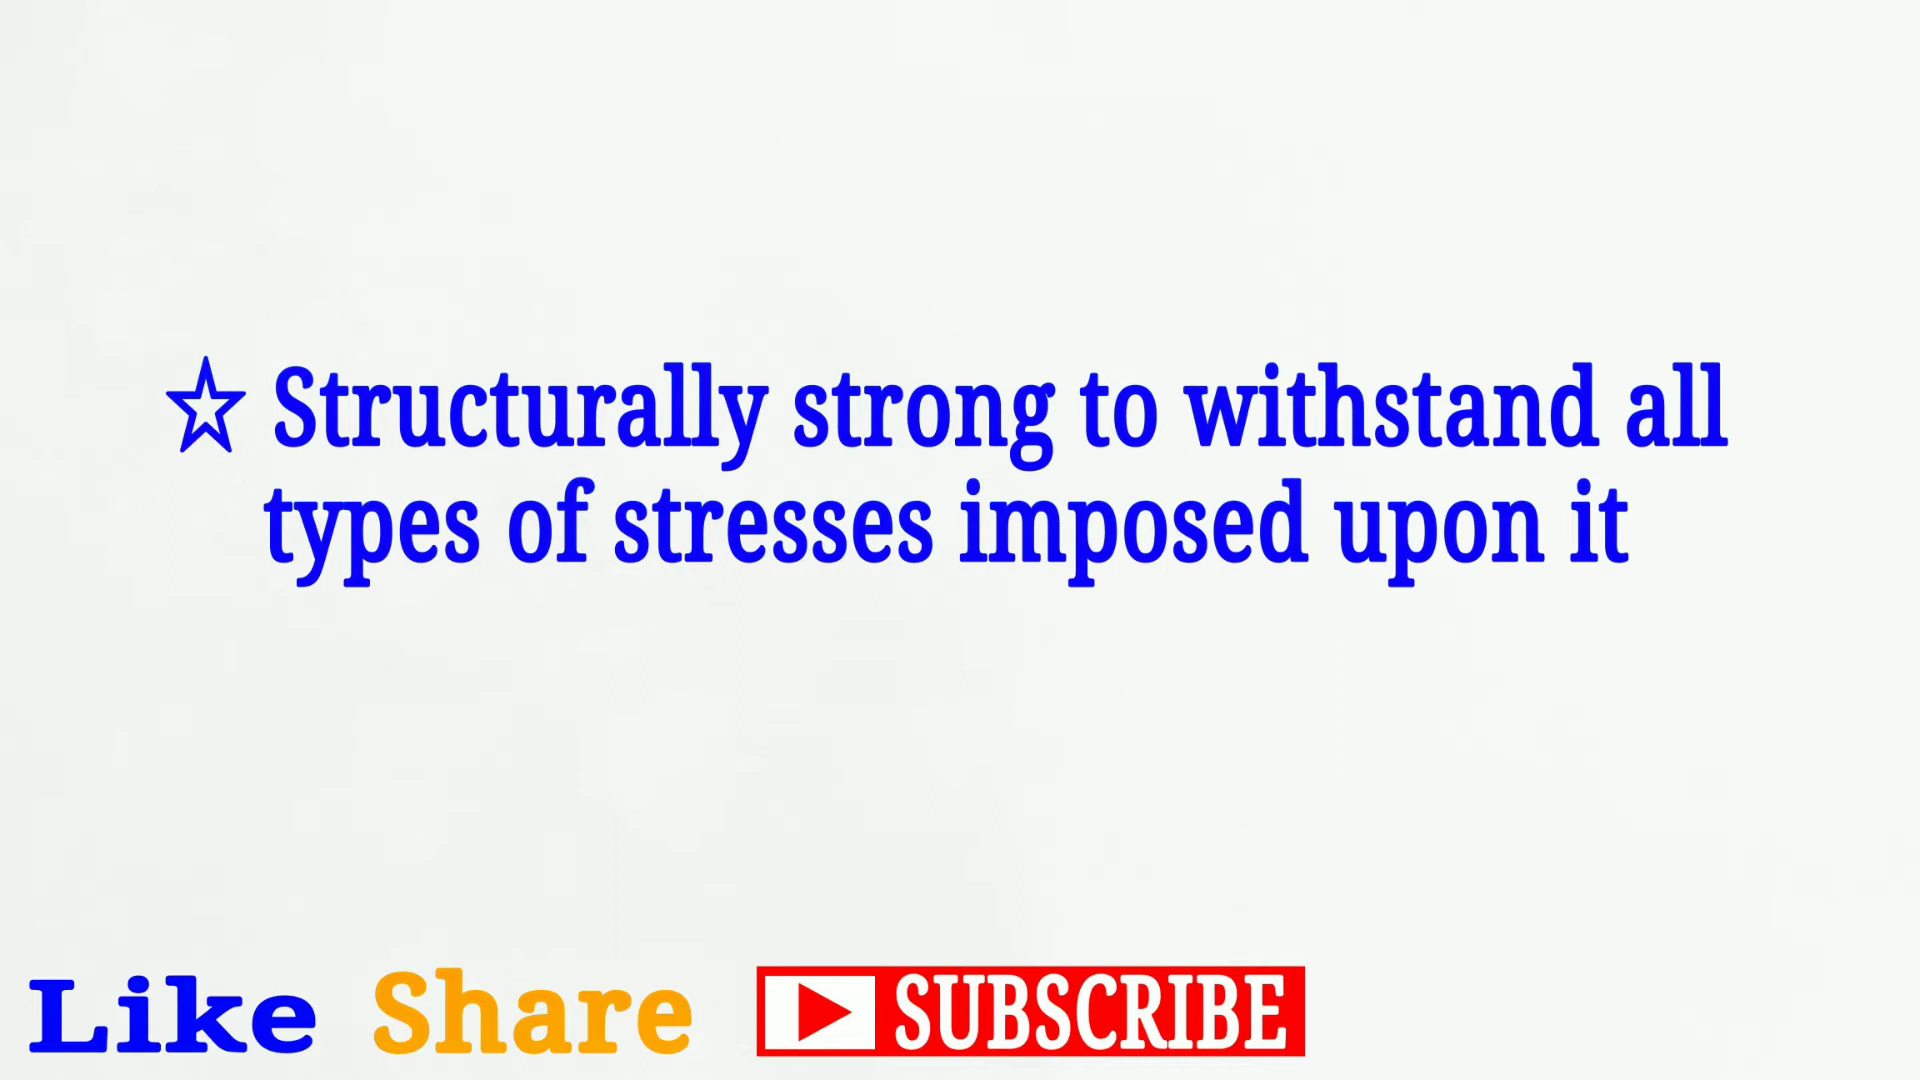 ☆ Structurally strong to withstand all
types of stresses imposed upon it
Like Share SUBSCRIBE